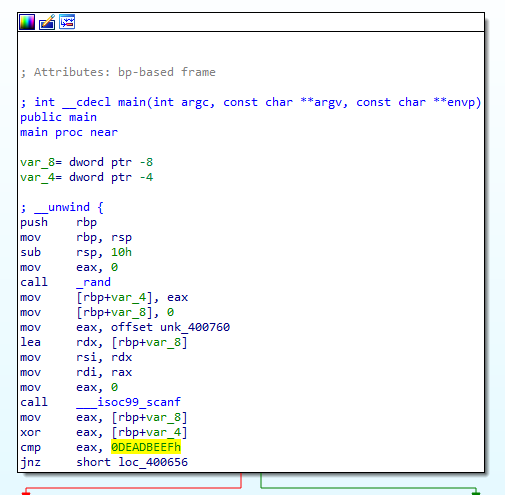 ; Attributes: bp-based frame
; int __cdecl main(int argc, const char **argv, const char **envp)
public main
main proc near
var_8= dword ptr -8
var_4= dword ptr -4
; __unwind {
push rbp
mov rbp, rsp
sub rsp, 10h
mov eax, 0
call _rand
mov [rbp+var_4], eax
mov [rbp+var_8], 0
mov eax, offset unk_400760
lea rdx, [rbp+var_8]
mov rsi, rdx
mov rdi, rax
mov eax, 0
call ___isoc99_scanf
mov eax, [rbp+var_8]
xor eax, [rbp+var_4]
cmp eax, 0DEADBEEFh
jnz short loc_400656